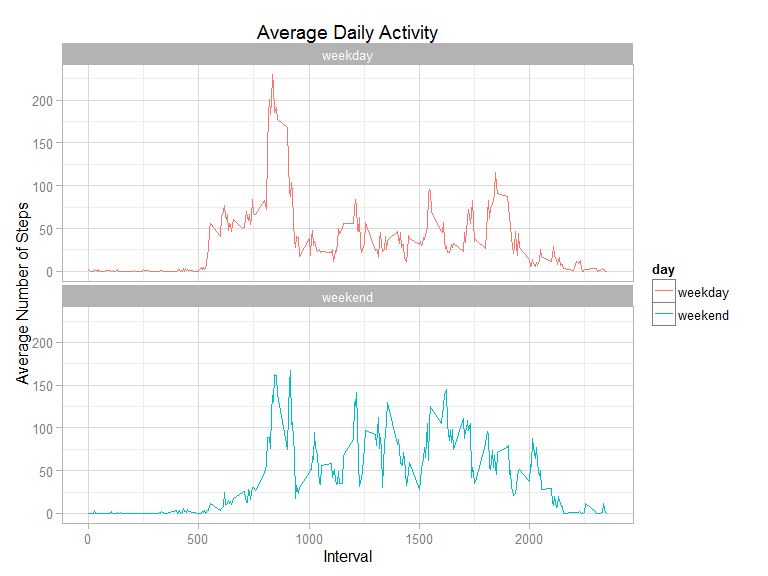 Average Daily Activity
weekday
200
150
100
50
0
weekend
200
150
100
50
0
0
500
1000
1500
2000
Interval
Average Number of Steps
day
weekday
weekend